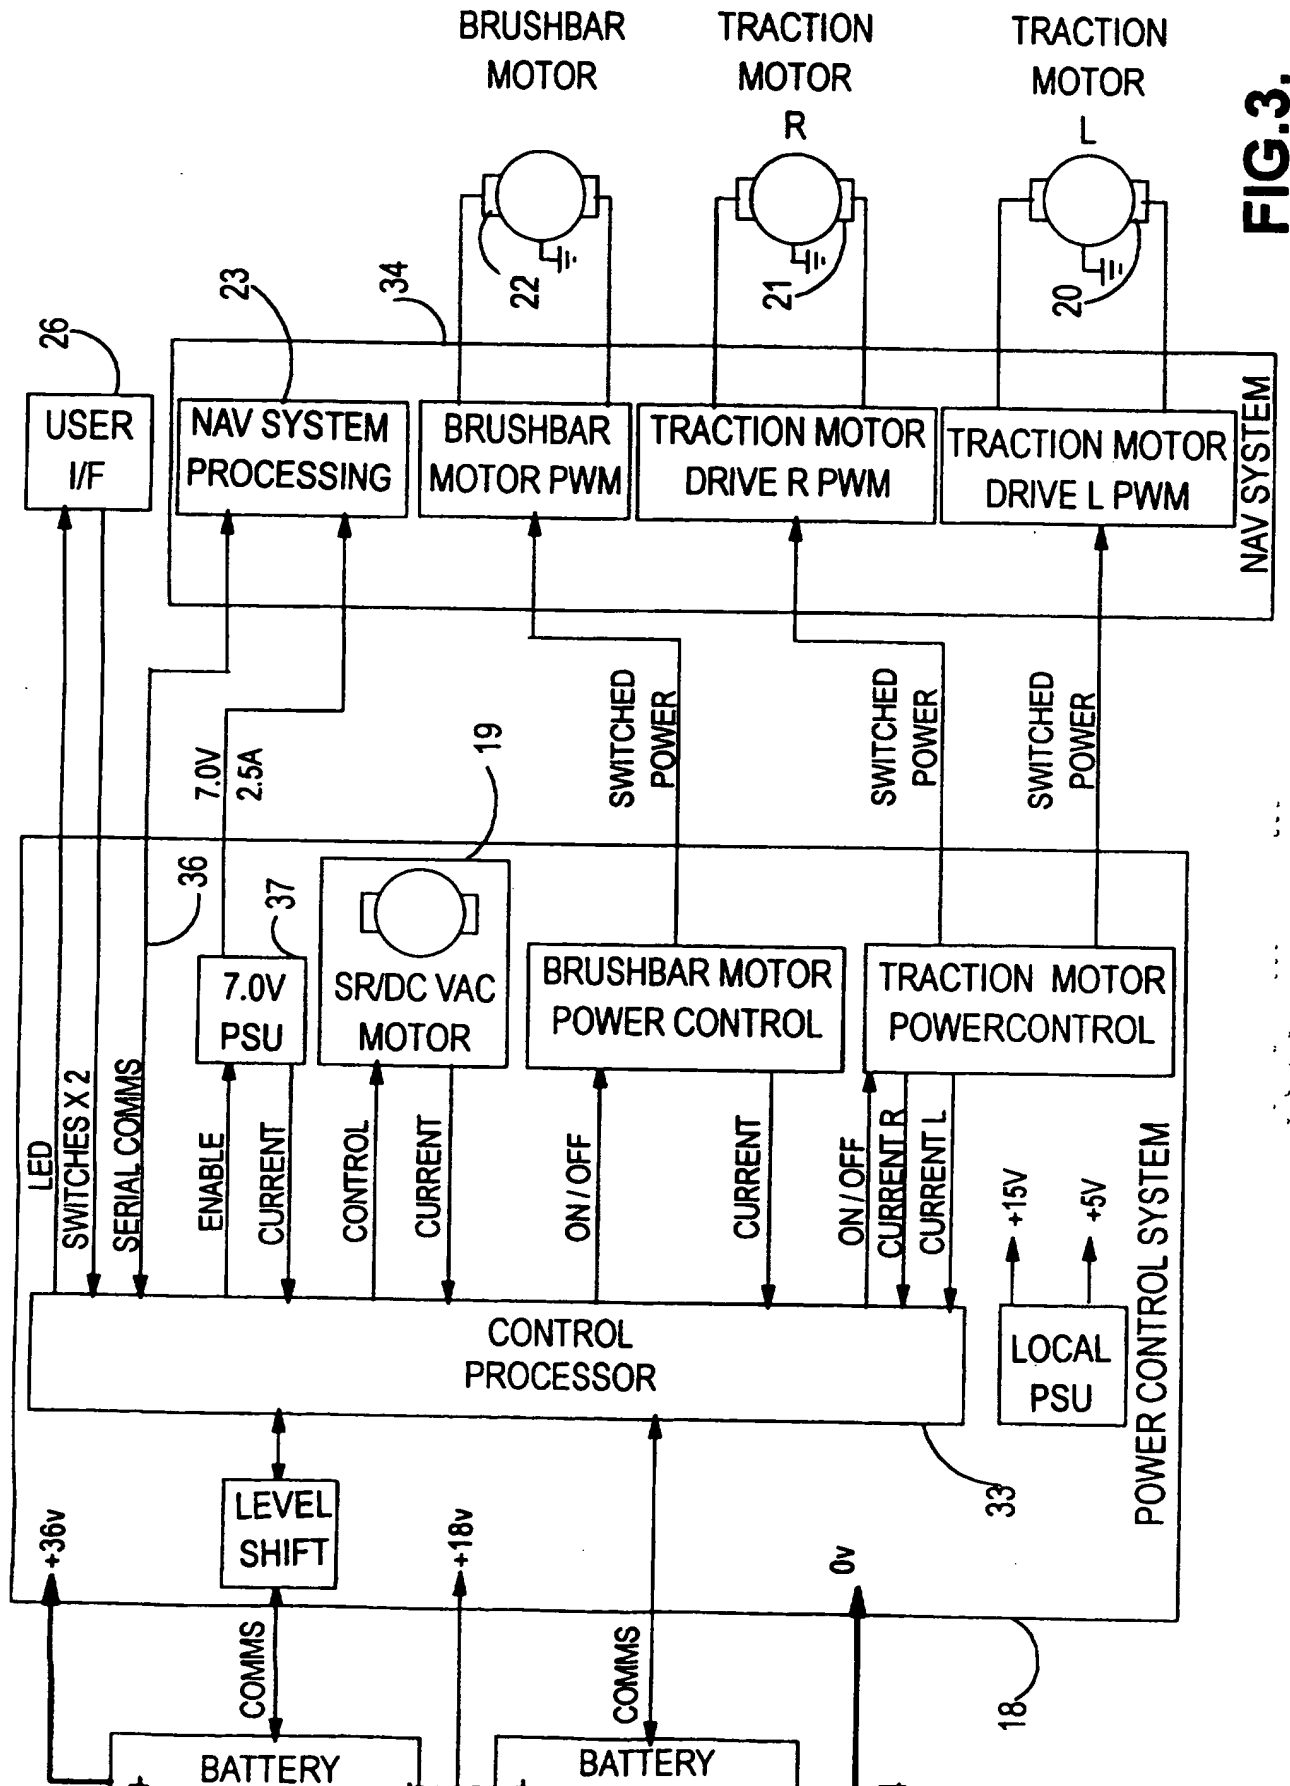 BRUSHBAR
MOTOR
TRACTION
MOTOR
R
TRACTION
MOTOR
L
FIG.3.
22
21
20
26
23
34
USER
I/F
NAV SYSTEM
PROCESSING
BRUSHBAR
MOTOR PWM
TRACTION MOTOR
DRIVE R PWM
TRACTION MOTOR
DRIVE L PWM
NAV SYSTEM
7.0V
2.5A
19
SWITCHED
POWER
SWITCHED
POWER
SWITCHED
POWER
36
37
7.0V
PSU
SR/DC VAC
MOTOR
BRUSHBAR MOTOR
POWER CONTROL
TRACTION MOTOR
POWERCONTROL
LED
SWITCHES X 2
SERIAL COMMS
ENABLE
CURRENT
CONTROL
CURRENT
ON / OFF
CURRENT
ON / OFF
CURRENT R
CURRENT L
+15V
+5V
CONTROL
PROCESSOR
LOCAL
PSU
POWER CONTROL SYSTEM
33
+36v
LEVEL
SHIFT
+18v
0v
COMMS
COMMS
18
BATTERY
BATTERY
+
+